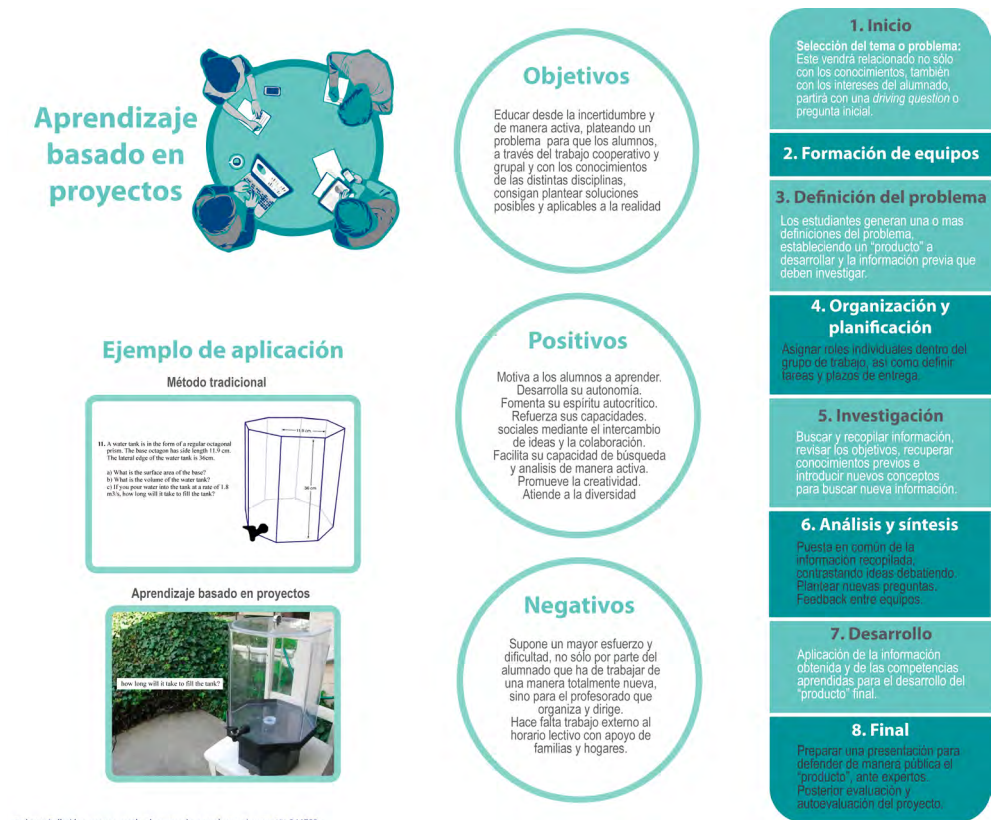 Aprendizaje
basado en
proyectos
Objetivos
Educar desde la incertidumbre y
de manera activa, plateando un
problema para que los alumnos,
a través del trabajo cooperativo y
grupal y con los conocimientos
de las distintas disciplinas,
consigan plantear soluciones
posibles y aplicables a la realidad
Ejemplo de aplicación
Método tradicional
11. A water tank is in the form of a regular octagonal
prism. The base octagon has side length 11.9 cm.
The lateral edge of the water tank is 36cm.
a) What is the surface area of the base?
b) What is the volume of the water tank?
c) If you pour water into the tank at a rate of 1.8
m3/s, how long will it take to fill the tank?
11.9 cm
36 cm
Aprendizaje basado en proyectos
how long will it take to fill the tank?
Positivos
Motiva a los alumnos a aprender.
Desarrolla su autonomía.
Fomenta su espíritu autocrítico.
Refuerza sus capacidades.
sociales mediante el intercambio
de ideas y la colaboración.
Facilita su capacidad de búsqueda
y analisis de manera activa.
Promueve la creatividad.
Atiende a la diversidad
Negativos
Supone un mayor esfuerzo y
dificultad, no sólo por parte del
alumnado que ha de trabajar de
una manera totalmente nueva,
sino para el profesorado que
organiza y dirige.
Hace falta trabajo externo al
horario lectivo con apoyo de
familias y hogares.
1. Inicio
Selección del tema o problema:
Este vendrá relacionado no sólo
con los conocimientos, también
con los intereses del alumnado,
partirá con una driving question o
pregunta inicial.
2. Formación de equipos
3. Definición del problema
Los estudiantes generan una o mas
definiciones del problema,
estableciendo un “producto” a
desarrollar y la información previa que
deben investigar.
4. Organización y
planificación
Asignar roles individuales dentro del
grupo de trabajo, así como definir
tareas y plazos de entrega.
5. Investigación
Buscar y recopilar información,
revisar los objetivos, recuperar
conocimientos previos e
introducir nuevos conceptos
para buscar nueva información.
6. Análisis y síntesis
Puesta en común de la
información recopilada,
contrastando ideas debatiendo.
Plantear nuevas preguntas.
Feedback entre equipos.
7. Desarrollo
Aplicación de la información
obtenida y de las competencias
aprendidas para el desarrollo del
“producto” final.
8. Final
Preparar una presentación para
defender de manera pública el
“producto”, ante expertos.
Posterior evaluación y
autoevaluación del proyecto.